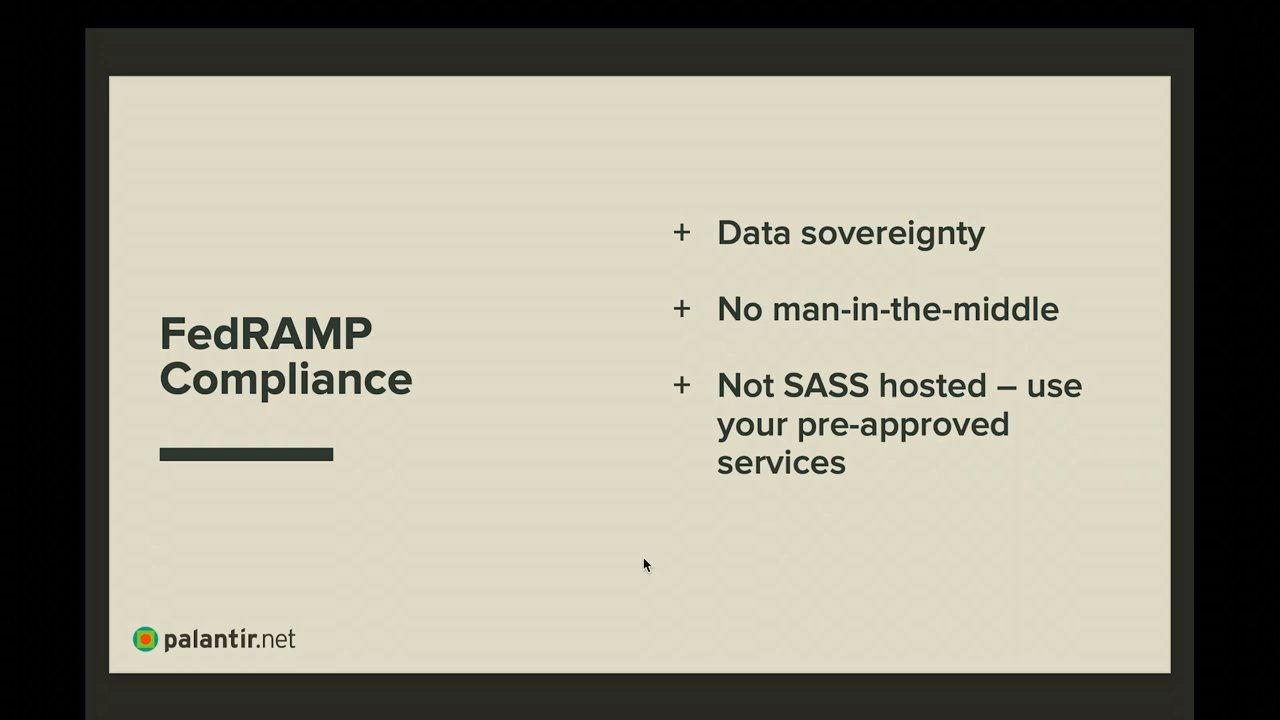 FedRAMP
Compliance
+ Data sovereignty
+ No man-in-the-middle
+ Not SASS hosted – use
your pre-approved
services
palantir.net